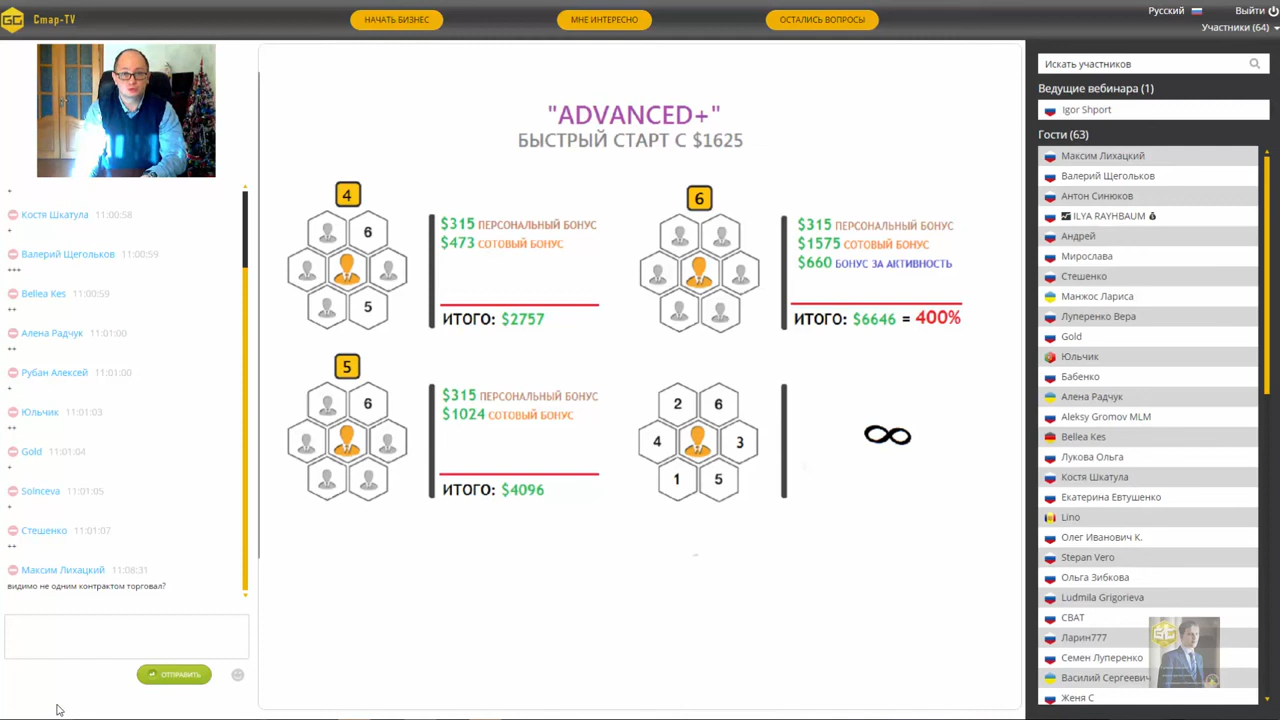 GC Стар-TV
НАЧАТЬ БИЗНЕС
МНЕ ИНТЕРЕСНО
ОСТАЛИСЬ ВОПРОСЫ
Русский
Выйти
Участники (64)
+
Костя Шкатула 11:00:58
+
Валерий Щегольков 11:00:59
+++
Bellea Kes 11:00:59
++
Алена Радчук 11:01:00
++
Рубан Алексей 11:01:00
+
Юльчик 11:01:03
++
Gold 11:01:04
+
Solnceva 11:01:05
+
Стешенко 11:01:07
++
Максим Лихацкий 11:08:31
видимо не одним контрактом торговал?
ОТПРАВИТЬ
"ADVANCED+"
БЫСТРЫЙ СТАРТ С $1625
4
6
5
$315 ПЕРСОНАЛЬНЫЙ БОНУС
$473 СОТОВЫЙ БОНУС
ИТОГО: $2757
6
$315 ПЕРСОНАЛЬНЫЙ БОНУС
$1575 СОТОВЫЙ БОНУС
$660 БОНУС ЗА АКТИВНОСТЬ
ИТОГО: $6646 = 400%
5
6
$315 ПЕРСОНАЛЬНЫЙ БОНУС
$1024 СОТОВЫЙ БОНУС
ИТОГО: $4096
2 6
4 3
1 5
∞
Искать участников
Ведущие вебинара (1)
Igor Shport
Гости (63)
Максим Лихацкий
Валерий Щегольков
Антон Синюков
ILYA RAYHBAUM
Андрей
Мирослава
Стешенко
Манжос Лариса
Луперенко Вера
Gold
Юльчик
Бабенко
Алена Радчук
Aleksy Gromov MLM
Bellea Kes
Лукова Ольга
Костя Шкатула
Екатерина Евтушенко
Lino
Олег Иванович К.
Stepan Vero
Ольга Зибкова
Ludmila Grigorieva
СВАТ
Ларин777
Семен Луперенко
Василий Сергеевич
Женя С